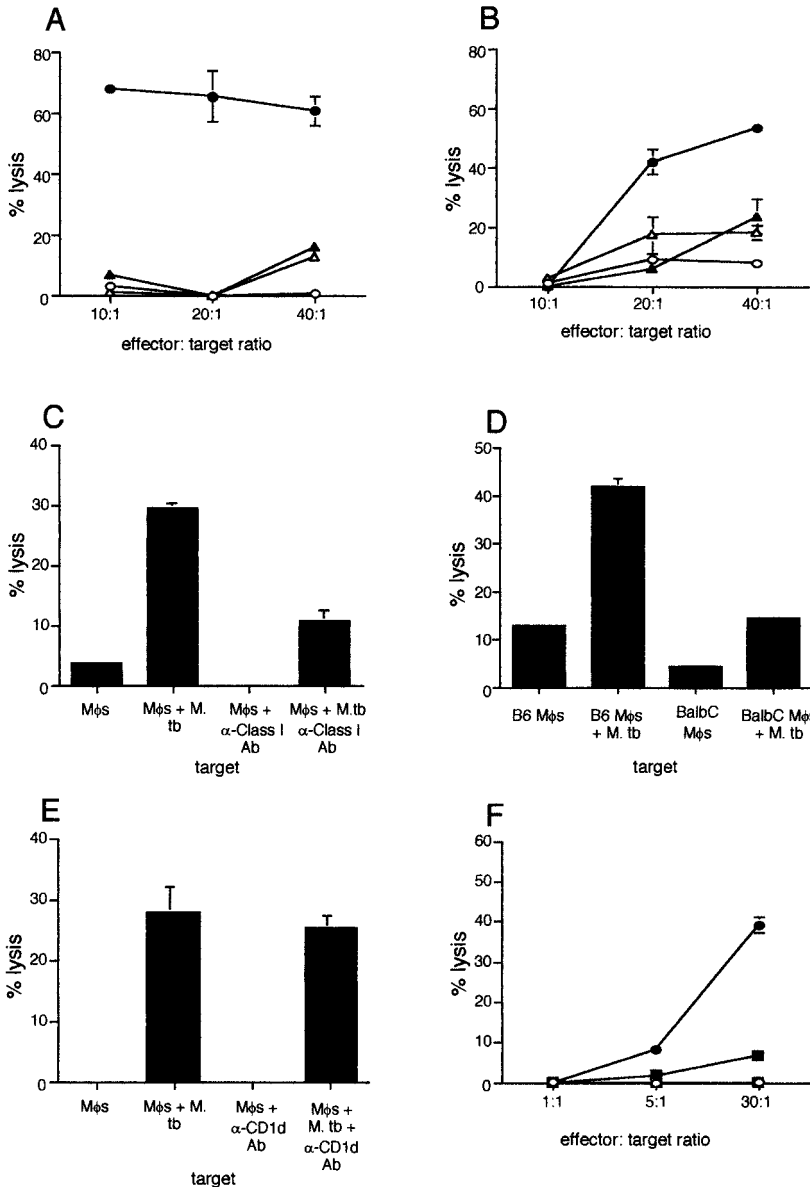 A
% lysis
80
60
40
20
0
10:1 20:1 40:1
effector: target ratio
B
% lysis
80
60
40
20
0
10:1 20:1 40:1
effector: target ratio
C
% lysis
40
30
20
10
0
Mϕs
Mϕs + M.
tb
Mϕs +
α-Class I
Ab
Mϕs + M.tb
α-Class I
Ab
target
D
% lysis
50
40
30
20
10
0
B6 Mϕs
B6 Mϕs
+ M. tb
BalbC
Mϕs
BalbC Mϕs
+ M. tb
target
E
% lysis
40
30
20
10
0
Mϕs
Mϕs + M.
tb
Mϕs +
α-CD1d
Ab
Mϕs +
M. tb +
α-CD1d
Ab
target
F
% lysis
60
50
40
30
20
10
0
1:1 5:1 30:1
effector: target ratio